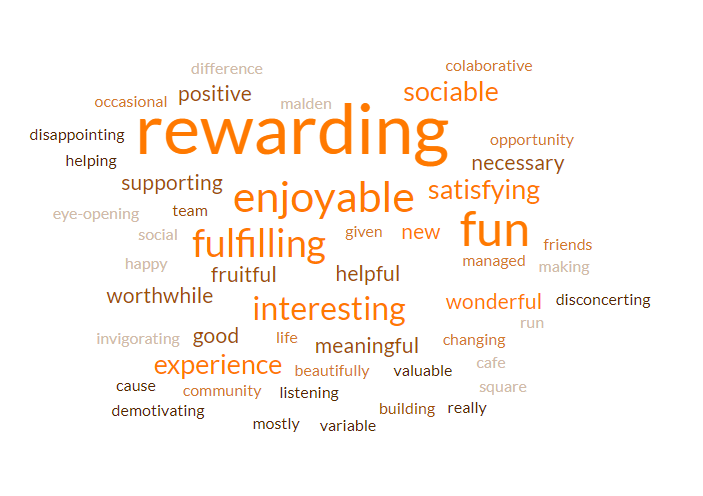 difference colaborative
occasional positive malden sociable
disappointing rewarding opportunity
helping necessary
supporting enjoyable satisfying
eye-opening team fun
social fulfilling given new friends
happy fruitful helpful managed making
worthwhile interesting wonderful disconcerting
invigorating good life meaningful changing run
experience beautifully valuable cafe
cause community listening square
demotivating building really
mostly variable